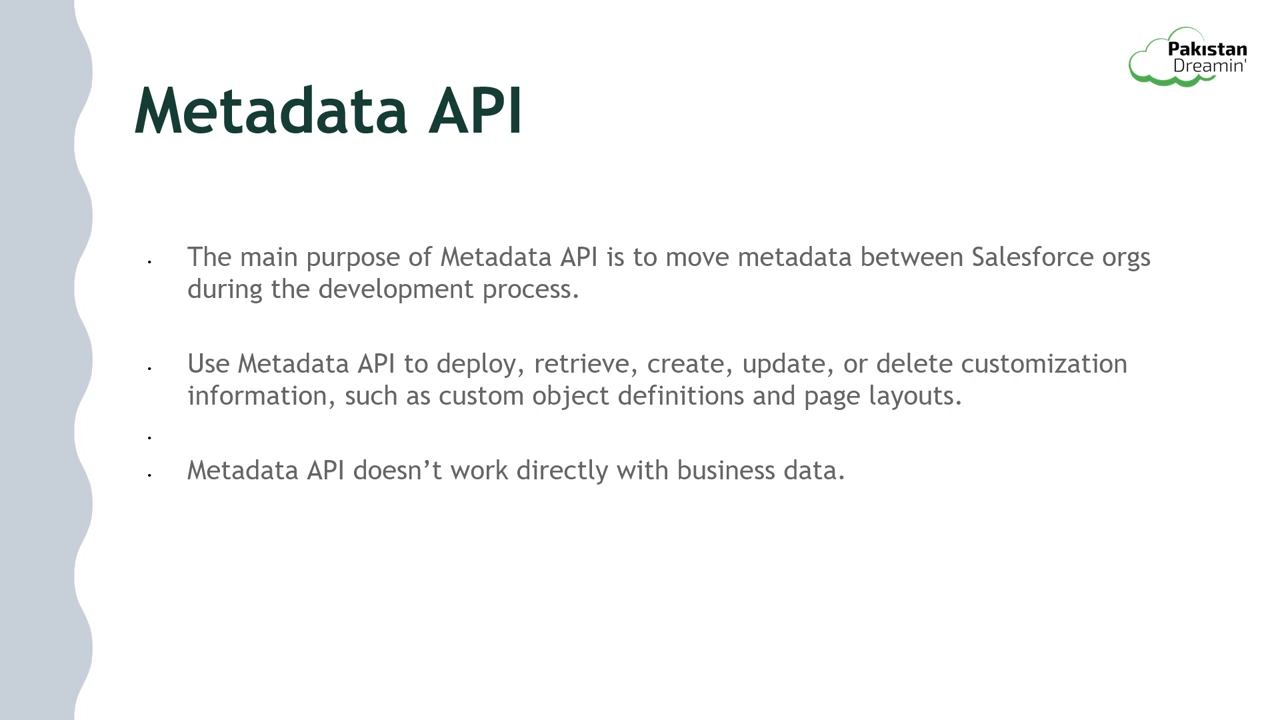 Pakistan
Dreamin'
Metadata API
The main purpose of Metadata API is to move metadata between Salesforce orgs
during the development process.
Use Metadata API to deploy, retrieve, create, update, or delete customization
information, such as custom object definitions and page layouts.
Metadata API doesn’t work directly with business data.